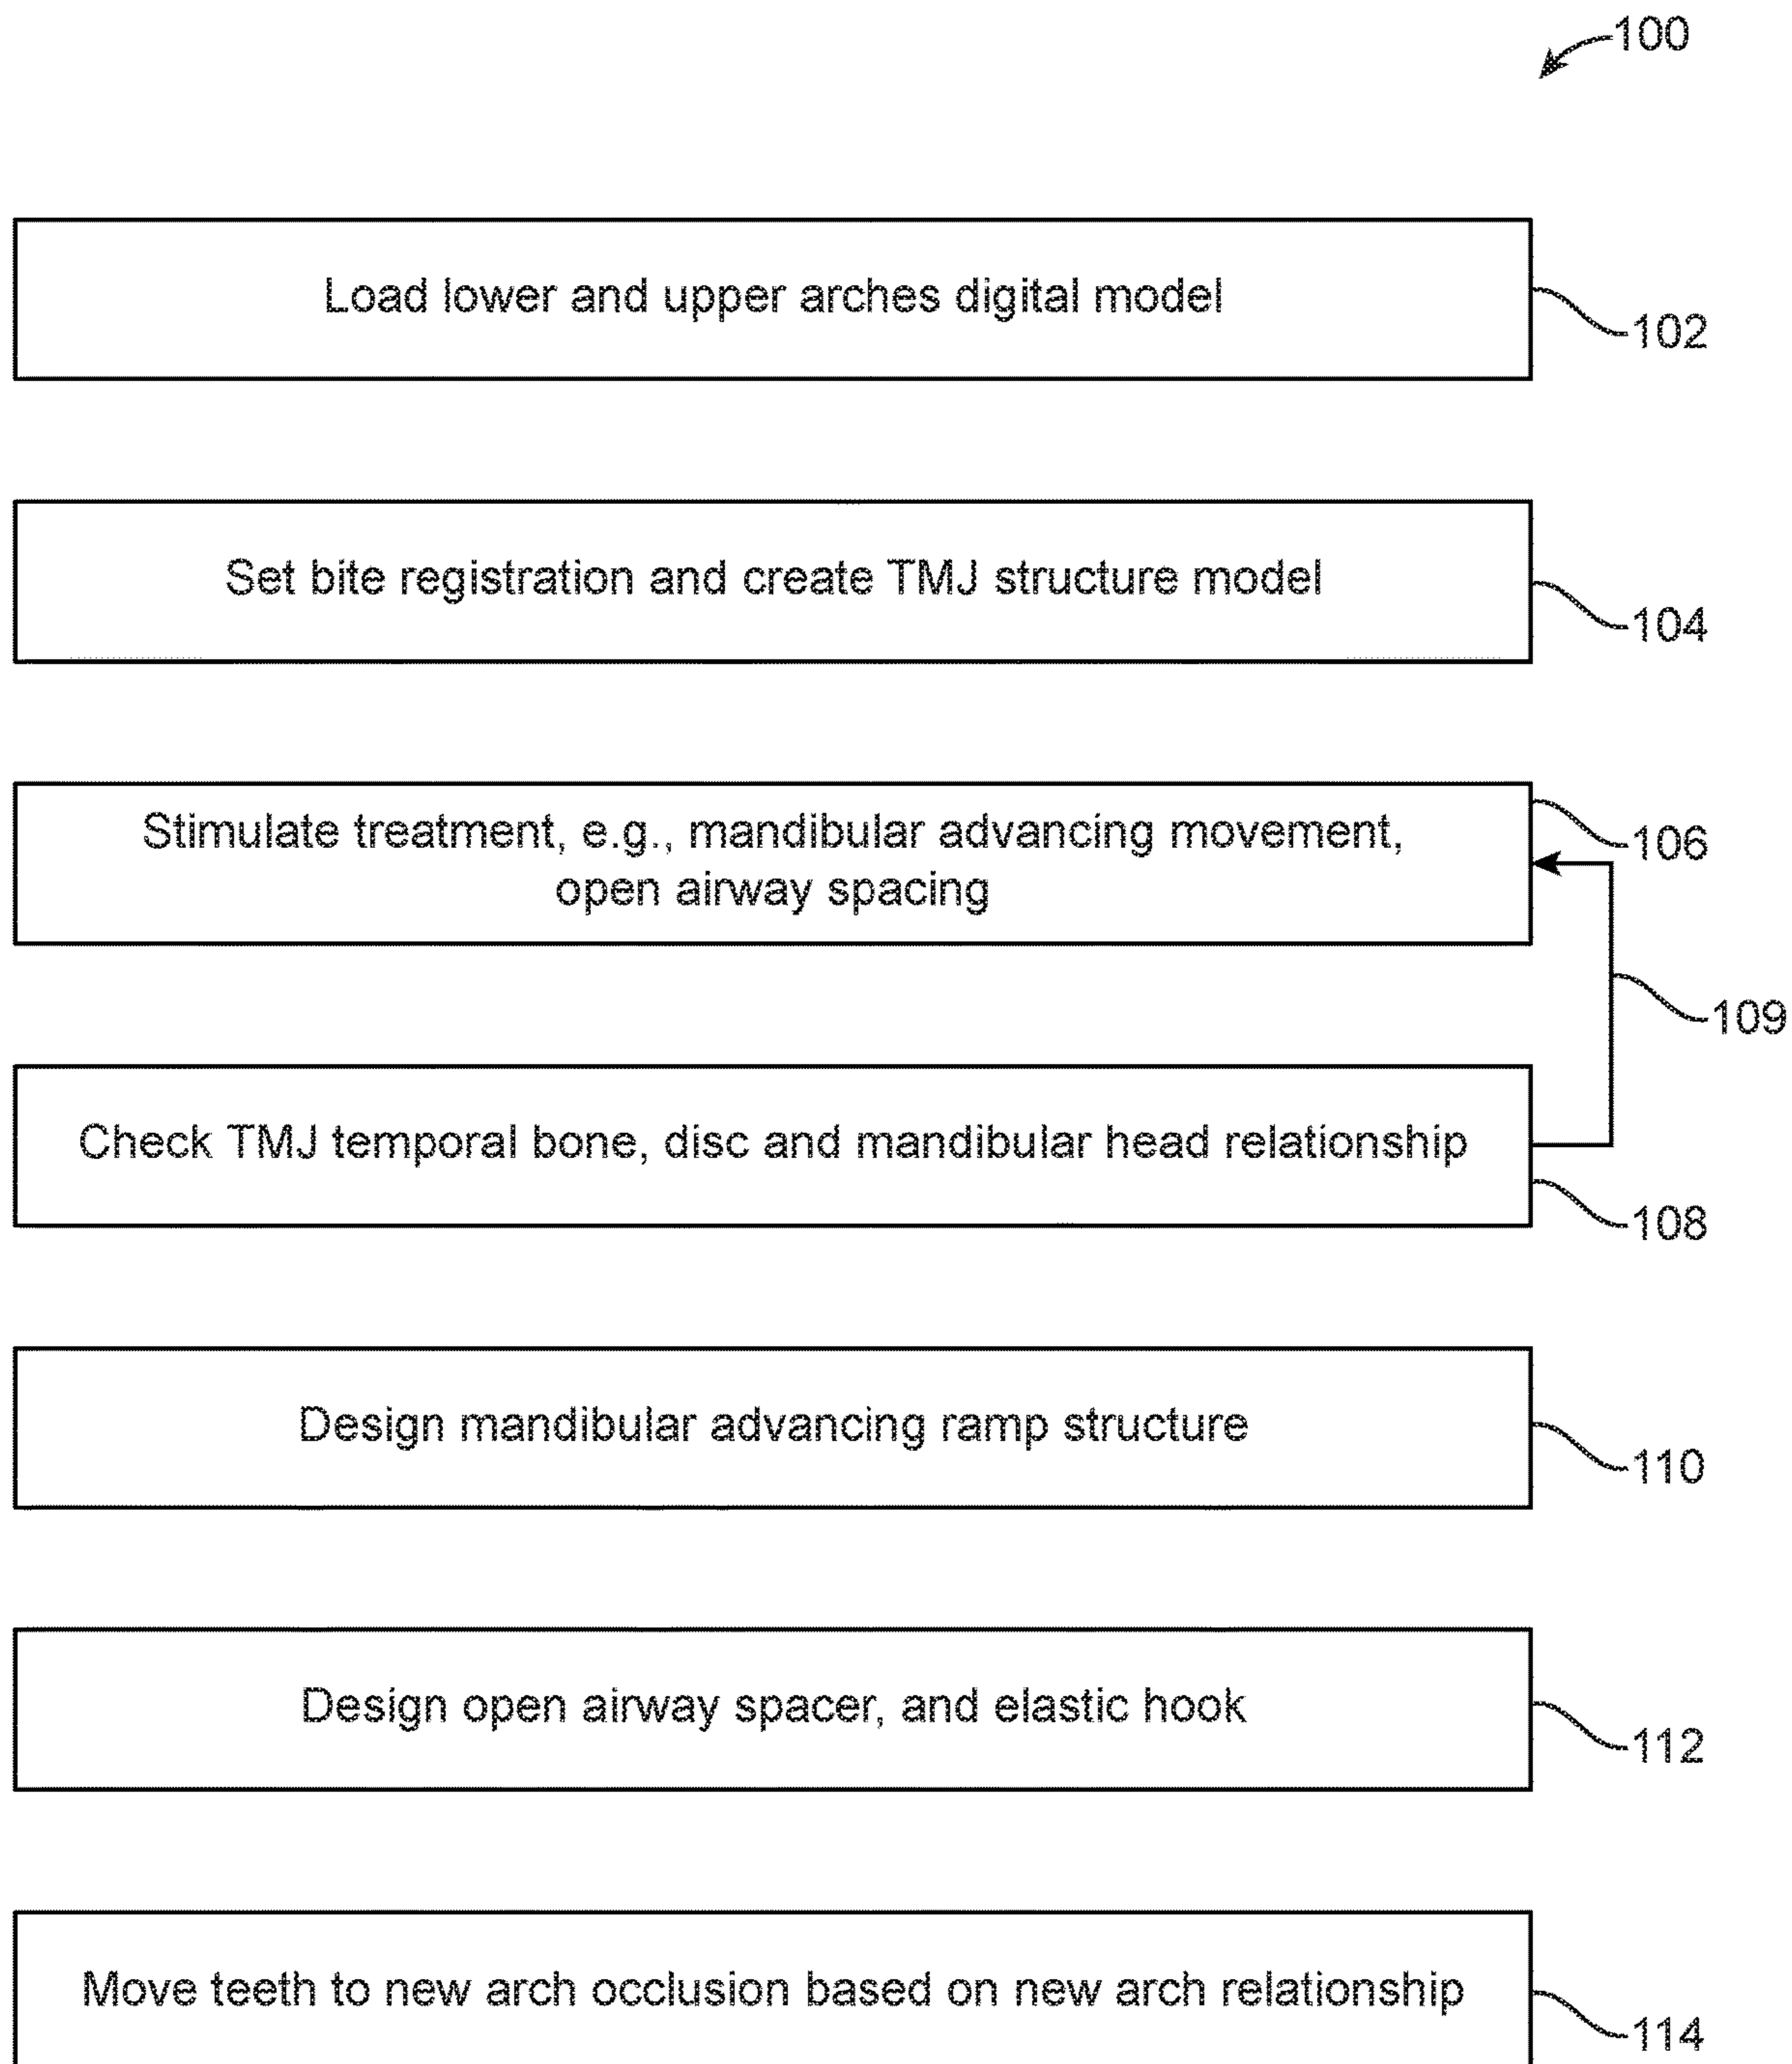 100
Load lower and upper arches digital model
102
Set bite registration and create TMJ structure model
104
Stimulate treatment, e.g., mandibular advancing movement,
open airway spacing
106
109
Check TMJ temporal bone, disc and mandibular head relationship
108
Design mandibular advancing ramp structure
110
Design open airway spacer, and elastic hook
112
Move teeth to new arch occlusion based on new arch relationship
114